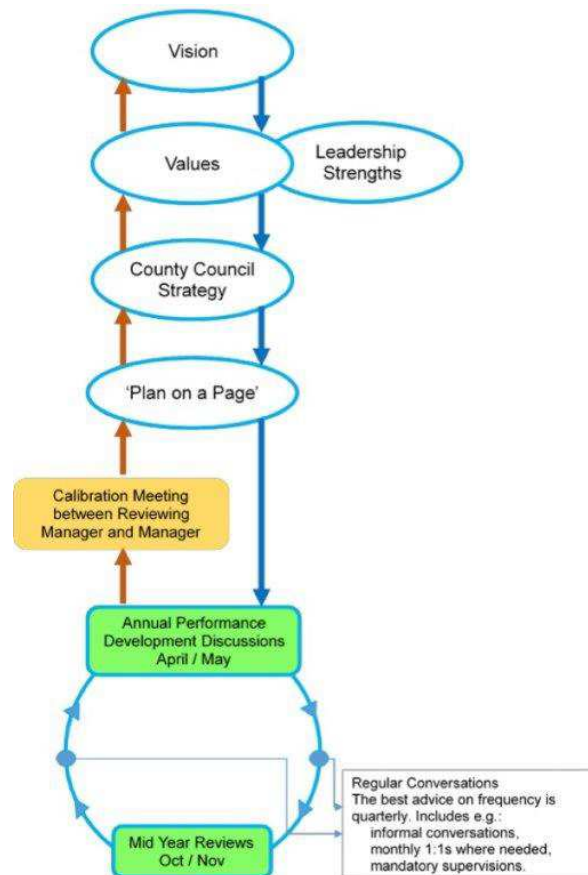 Vision
Values
Leadership
Strengths
County Council
Strategy
‘Plan on a Page’
Calibration Meeting
between Reviewing
Manager and Manager
Annual Performance
Development Discussions
April / May
Regular Conversations
The best advice on frequency is
quarterly. Includes e.g.:
informal conversations,
monthly 1:1s where needed,
mandatory supervisions.
Mid Year Reviews
Oct / Nov